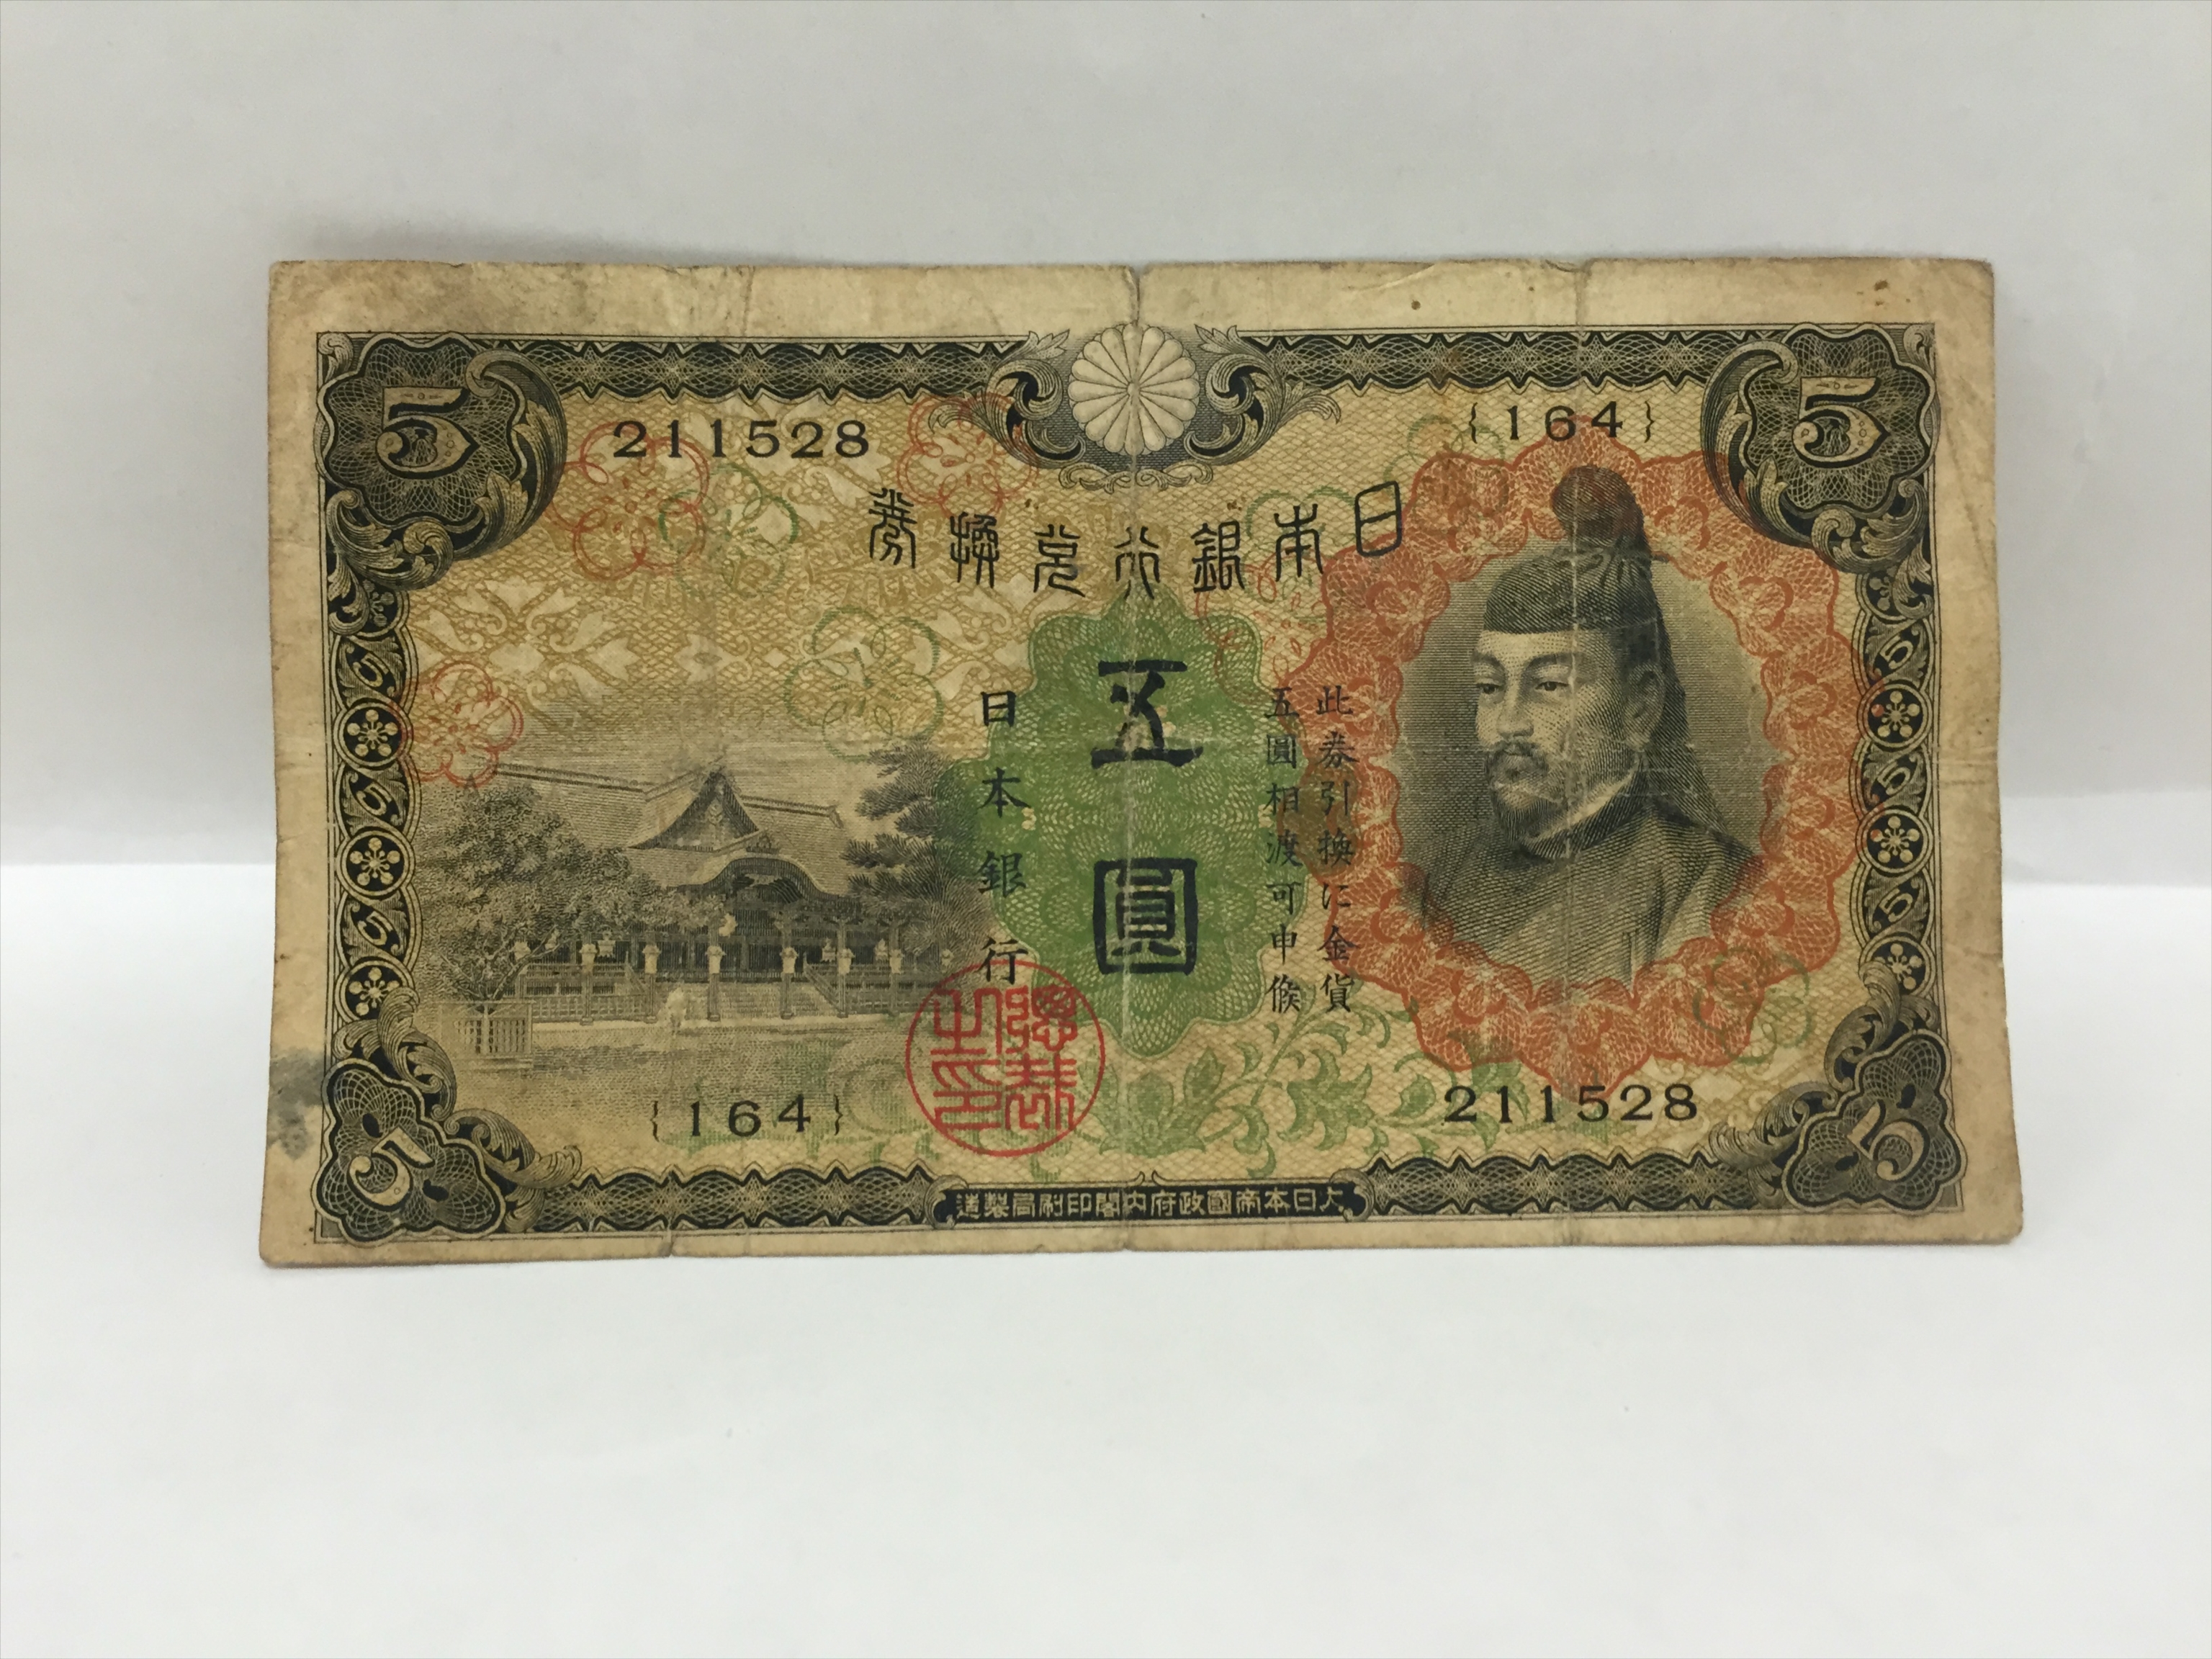 5
5
211528
{164}
日本銀行兌換券
此券引換に金貨
五圓相渡可申候
五圓
日本銀行
{164}
211528
5
5
大日本帝國政府内閣印刷局製造